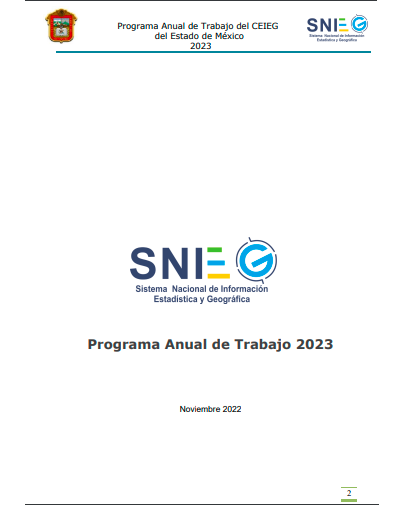 Programa Anual de Trabajo del CEIEG
del Estado de México
2023
SNIEG
Sistema Nacional de Información
Estadística y Geográfica
SNIEG
Sistema Nacional de Información
Estadística y Geográfica
Programa Anual de Trabajo 2023
Noviembre 2022
2